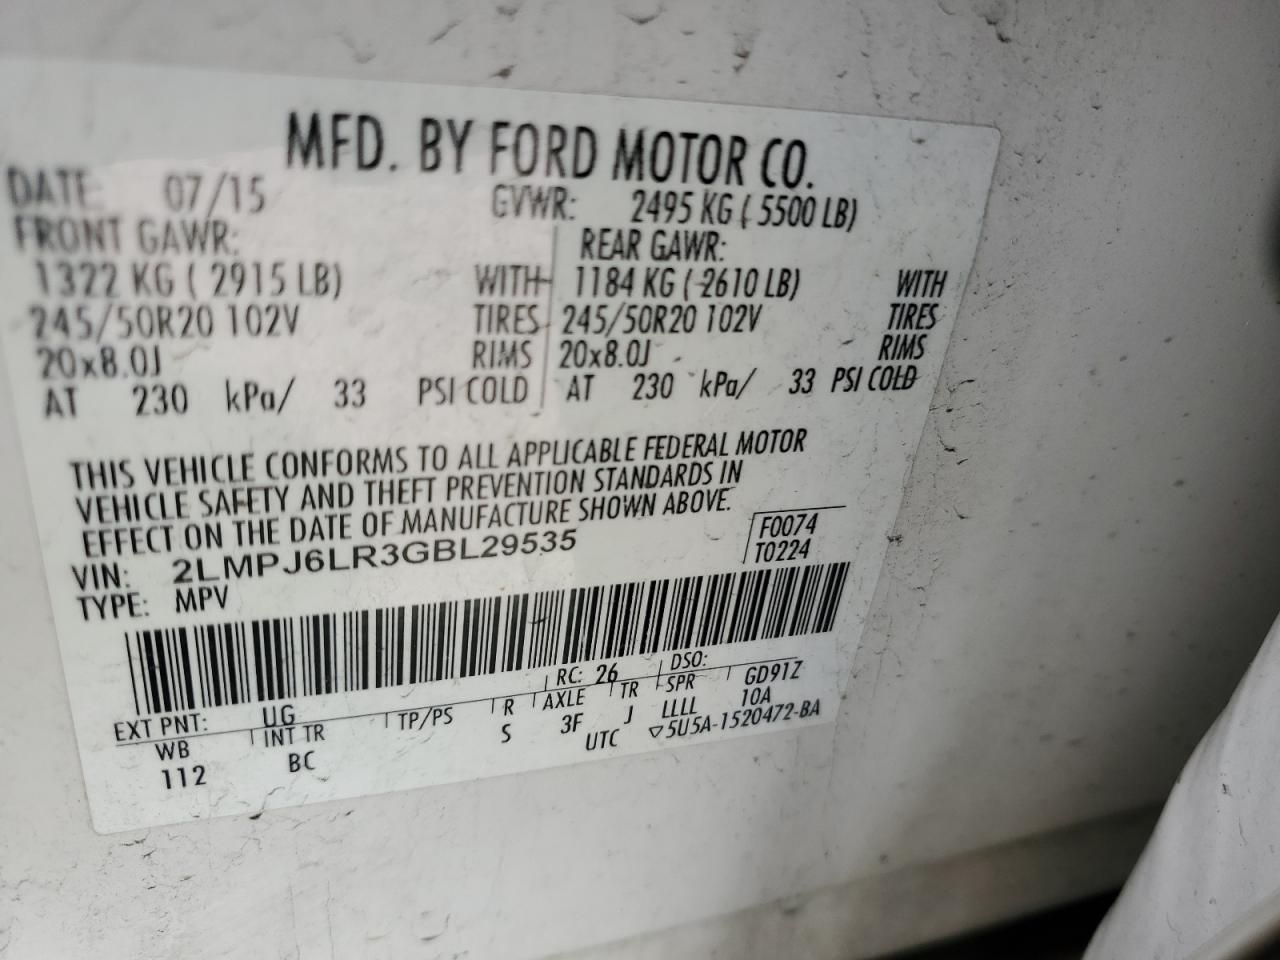 MFD. BY FORD MOTOR CO.
DATE: 07/15 GVWR: 2495 KG ( 5500 LB)
FRONT GAWR: REAR GAWR:
1322 KG ( 2915 LB) WITH 1184 KG ( 2610 LB) WITH
245/50R20 102V TIRES 245/50R20 102V TIRES
20x8.0J RIMS 20x8.0J RIMS
AT 230 kPa/ 33 PSI COLD AT 230 kPa/ 33 PSI COLD
THIS VEHICLE CONFORMS TO ALL APPLICABLE FEDERAL MOTOR
VEHICLE SAFETY AND THEFT PREVENTION STANDARDS IN
EFFECT ON THE DATE OF MANUFACTURE SHOWN ABOVE.
VIN: 2LMPJ6LR3GBL29535 F0074
TYPE: MPV T0224
EXT PNT: UG RC: 26 DSO:
WB INT TR TP/PS R AXLE TR SPR GD91Z
112 BC S 3F J LLLL 10A
UTC ▽5U5A-1520472-BA